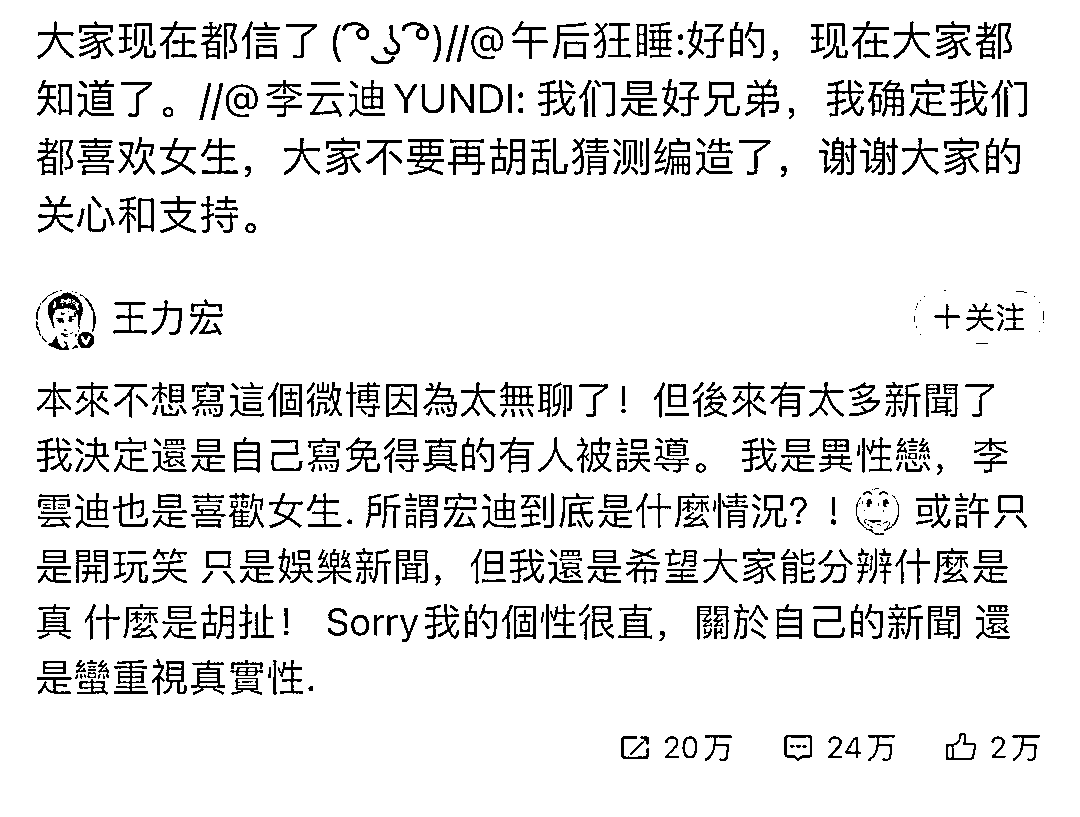 大家现在都信了 ( ͡° ͜ʖ ͡°)//@午后狂睡:好的，现在大家都
知道了。//@李云迪YUNDI: 我们是好兄弟，我确定我们
都喜欢女生，大家不要再胡乱猜测编造了，谢谢大家的
关心和支持。
王力宏
十关注
本來不想寫這個微博因為太無聊了！但後來有太多新聞了
我決定還是自己寫免得真的有人被誤導。 我是異性戀，李
雲迪也是喜歡女生. 所謂宏迪到底是什麼情況？！ 或許只
是開玩笑 只是娛樂新聞，但我還是希望大家能分辨什麼是
真 什麼是胡扯！ Sorry我的個性很直，關於自己的新聞 還
是蠻重視真實性.
20万 24万 2万